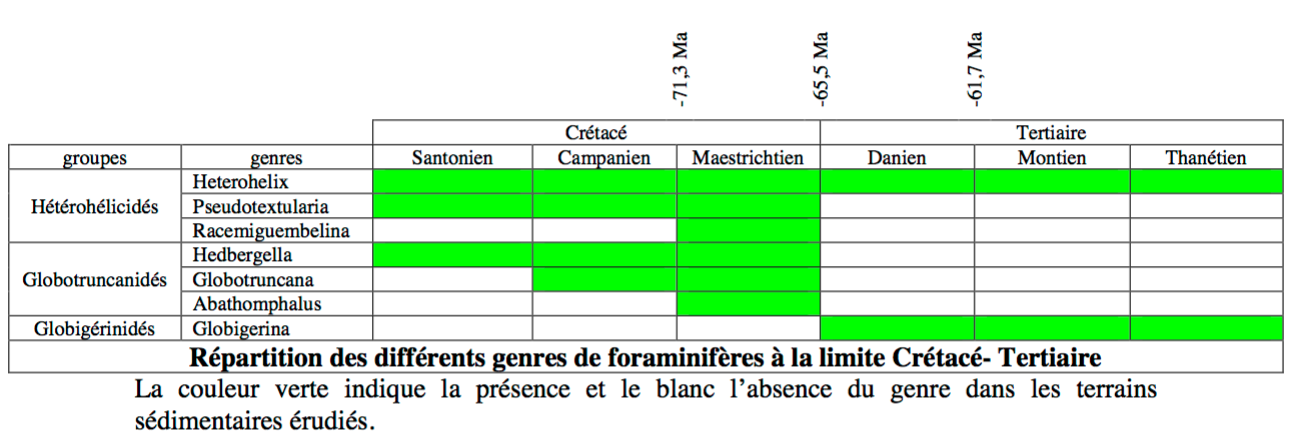 -71,3 Ma
-65,5 Ma
-61,7 Ma
Crétacé Tertiaire
groupes genres Santonien Campanien Maestrichtien Danien Montien Thanétien
Heterohelix
Hétérohélicidés Pseudotextularia
Racemiguembelina
Hedbergella
Globotruncanidés Globotruncana
Abathomphalus
Globigérinidés Globigerina
Répartition des différents genres de foraminifères à la limite Crétacé- Tertiaire
La couleur verte indique la présence et le blanc l’absence du genre dans les terrains
sédimentaires érudiés.